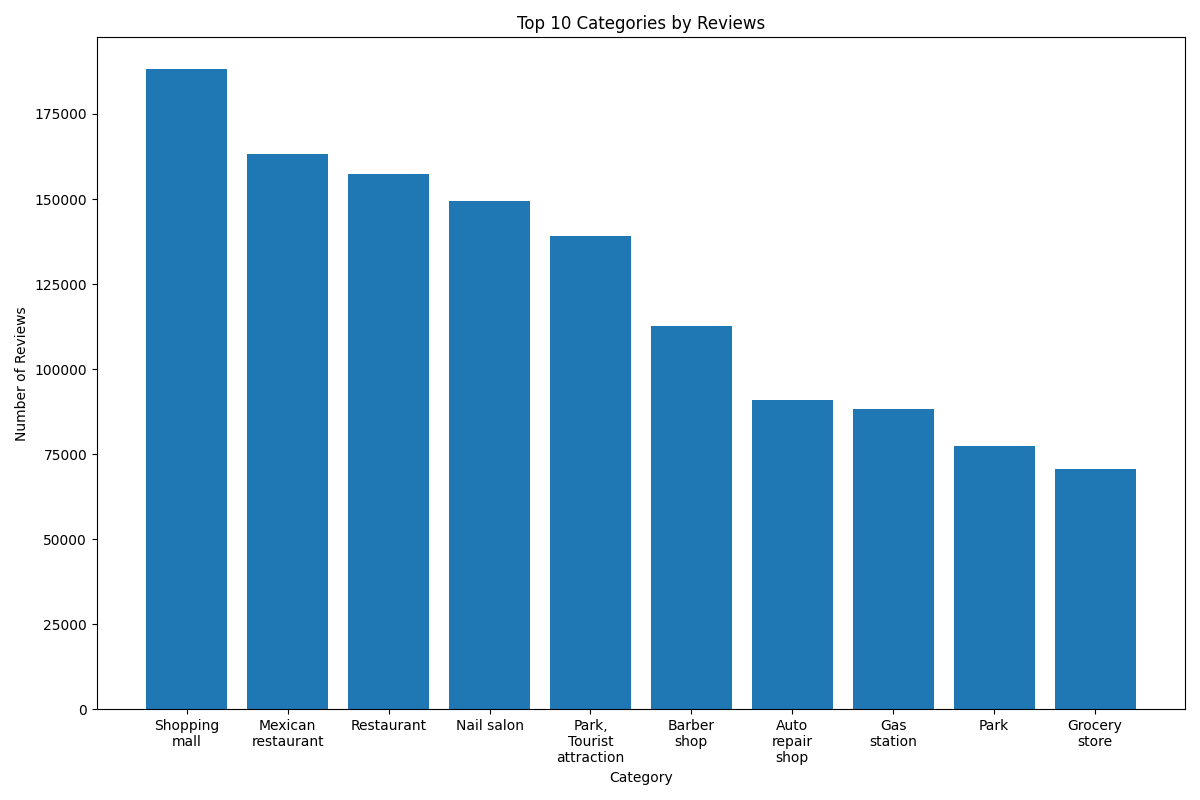 Top 10 Categories by Reviews
Number of Reviews
175000
150000
125000
100000
75000
50000
25000
0
Shopping
mall
Mexican
restaurant
Restaurant
Nail salon
Park,
Tourist
attraction
Barber
shop
Auto
repair
shop
Gas
station
Park
Grocery
store
Category